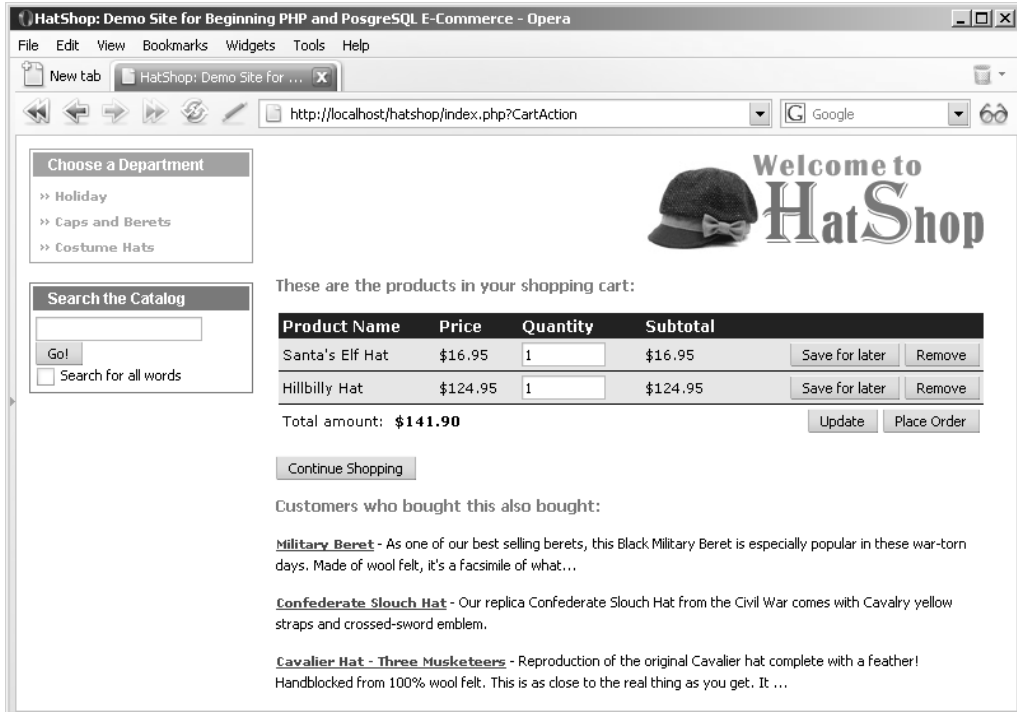 HatShop: Demo Site for Beginning PHP and PosgreSQL E-Commerce - Opera
File Edit View Bookmarks Widgets Tools Help
New tab HatShop: Demo Site for ...
http://localhost/hatshop/index.php?CartAction G Google
Choose a Department
›› Holiday
›› Caps and Berets
›› Costume Hats
Search the Catalog
Go!
Search for all words
Welcome to
HatShop
These are the products in your shopping cart:
Product Name Price Quantity Subtotal
Santa's Elf Hat $16.95 1 $16.95 Save for later Remove
Hillbilly Hat $124.95 1 $124.95 Save for later Remove
Total amount: $141.90 Update Place Order
Continue Shopping
Customers who bought this also bought:
Military Beret - As one of our best selling berets, this Black Military Beret is especially popular in these war-torn
days. Made of wool felt, it's a facsimile of what...
Confederate Slouch Hat - Our replica Confederate Slouch Hat from the Civil War comes with Cavalry yellow
straps and crossed-sword emblem.
Cavalier Hat - Three Musketeers - Reproduction of the original Cavalier hat complete with a feather!
Handblocked from 100% wool felt. This is as close to the real thing as you get. It ...